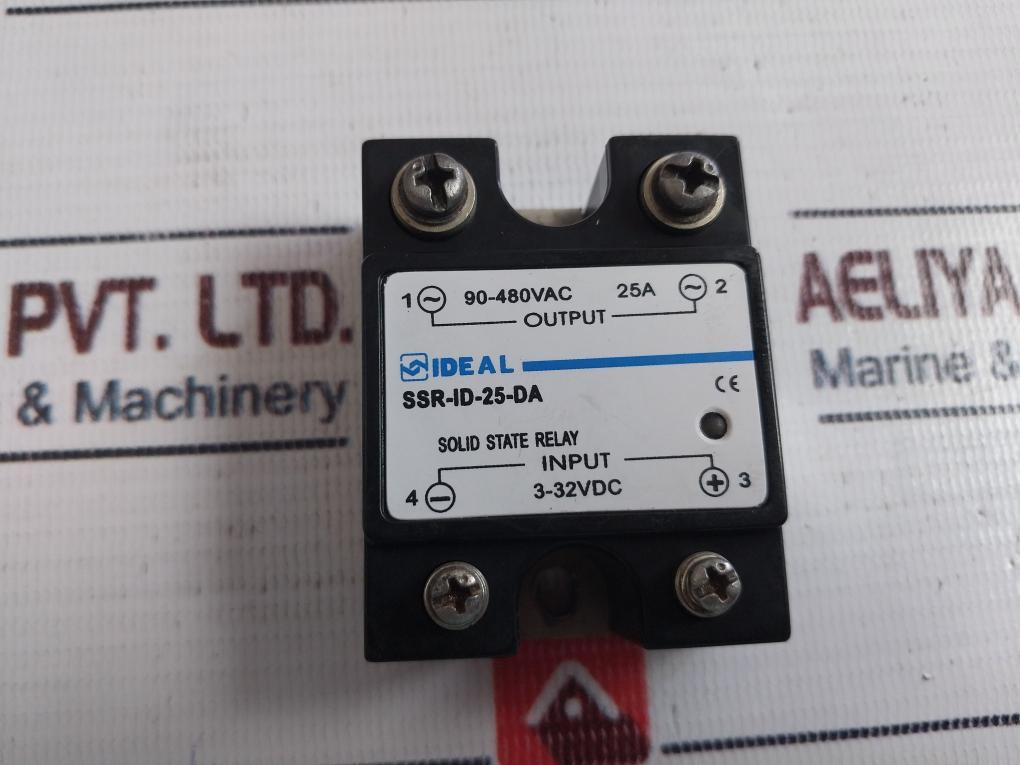 1 ~ 90-480VAC 25A ~ 2
OUTPUT
IDEAL
SSR-ID-25-DA
CE
SOLID STATE RELAY
INPUT
4 - 3-32VDC + 3
PVT. LTD.
& Machinery
AELIYA
Marine &